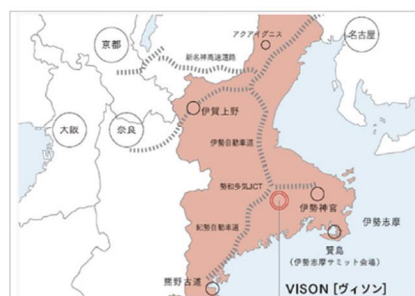 アクアイグニス
名古屋
京都
新名神高速道路
伊賀上野
大阪
奈良
伊勢自動車道
勢和多気JCT
伊勢神宮
伊勢志摩
紀勢自動車道
賢島
(伊勢志摩サミット会場)
熊野古道
VISON [ヴィソン]